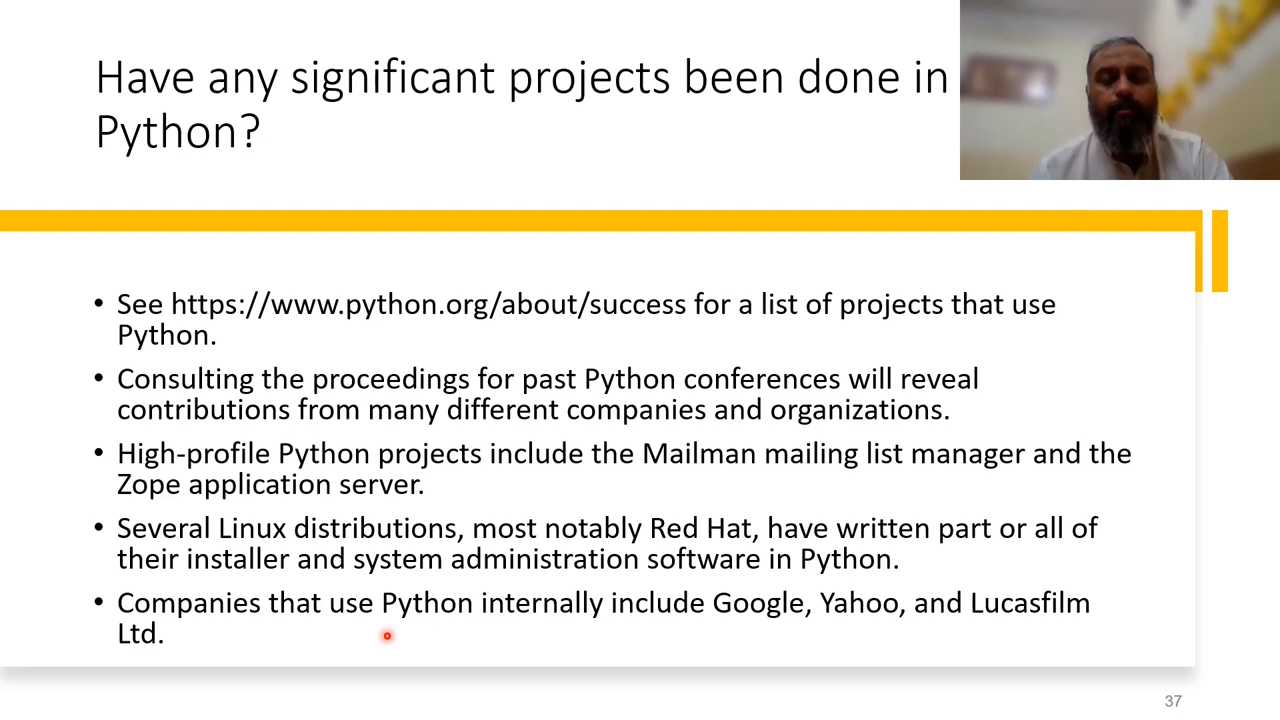 Have any significant projects been done in
Python?
• See https://www.python.org/about/success for a list of projects that use
Python.
• Consulting the proceedings for past Python conferences will reveal
contributions from many different companies and organizations.
• High-profile Python projects include the Mailman mailing list manager and the
Zope application server.
• Several Linux distributions, most notably Red Hat, have written part or all of
their installer and system administration software in Python.
• Companies that use Python internally include Google, Yahoo, and Lucasfilm
Ltd.
37